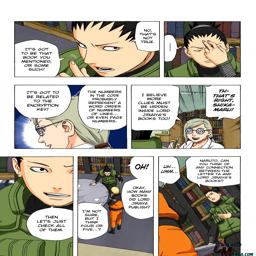 NO,
THAT'S
NOT
TRUE.
IT'S GOT
TO BE THAT
BOOK YOU
MENTIONED,
OR SOME
SUCH!
TH-
THAT'S
RIGHT,
SHIKA-
MARU!
I BELIEVE
MORE
CLUES MUST
BE HIDDEN
INSIDE
LORD
JIRAIYA'S
BOOKS TOO!
THE NUMBERS
IN THE CODE
PROBABLY
REPRESENT
A WORD ORDER
OF NUMBERS
OF LINES,
OR EVEN PAGE
NUMBERS.
IT'S GOT
TO BE
RELATED
TO THE
ENCRYPTION
KEY!
NARUTO, CAN
YOU THINK OF
ANY CONNECTION
BETWEEN THE
LETTER "TA" AND
LORD JIRAIYA'S
BOOKS?
UH...
UMM...
OH!
OKAY,
HOW MANY
BOOKS
DID LORD
JIRAIYA
PUBLISH?
I'M NOT
SURE
BUT I
THINK
FOUR OR
FIVE...
THEN
LET'S JUST
CHECK ALL
OF THEM.